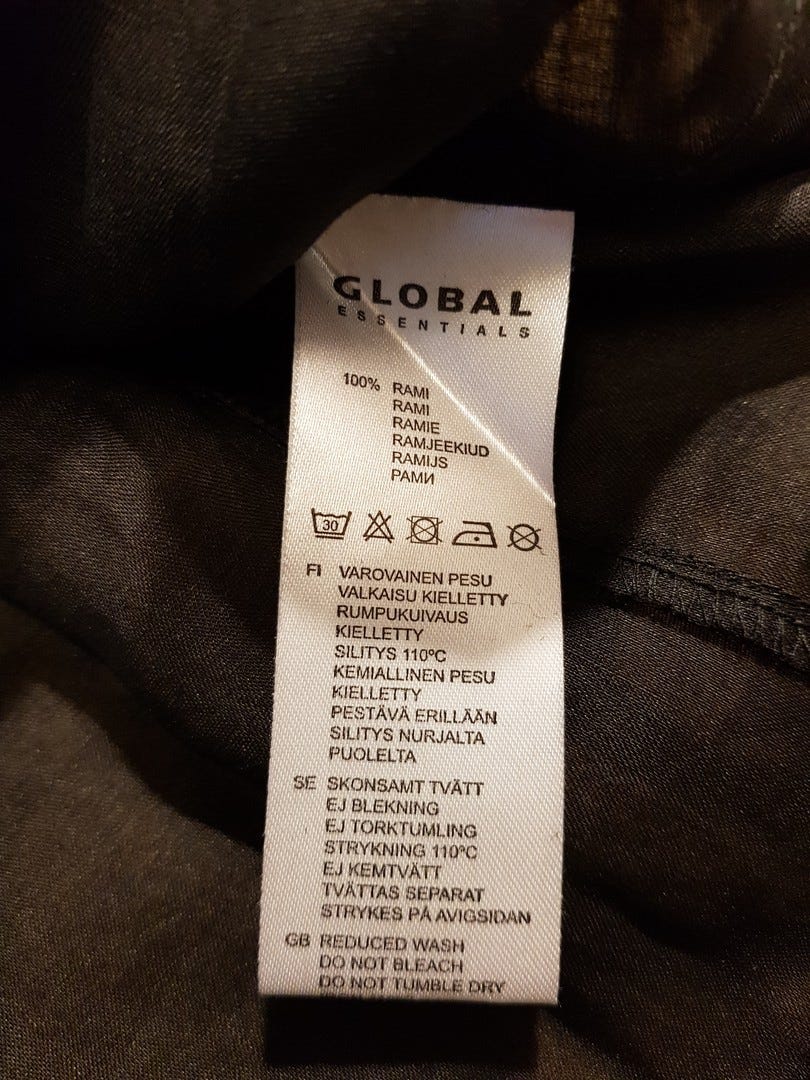 GLOBAL
ESSENTIALS
100% RAMI
RAMI
RAMIE
RAMJEEKIUD
RAMIJS
РАМИ
30
FI VAROVAINEN PESU
VALKAISU KIELLETTY
RUMPUKUIVAUS
KIELLETTY
SILITYS 110ºC
KEMIALLINEN PESU
KIELLETTY
PESTÄVÄ ERILLÄÄN
SILITYS NURJALTA
PUOLELTA
SE SKONSAMT TVÄTT
EJ BLEKNING
EJ TORKTUMLING
STRYKNING 110ºC
EJ KEMTVÄTT
TVÄTTAS SEPARAT
STRYKES PÅ AVIGSIDAN
GB REDUCED WASH
DO NOT BLEACH
DO NOT TUMBLE DRY